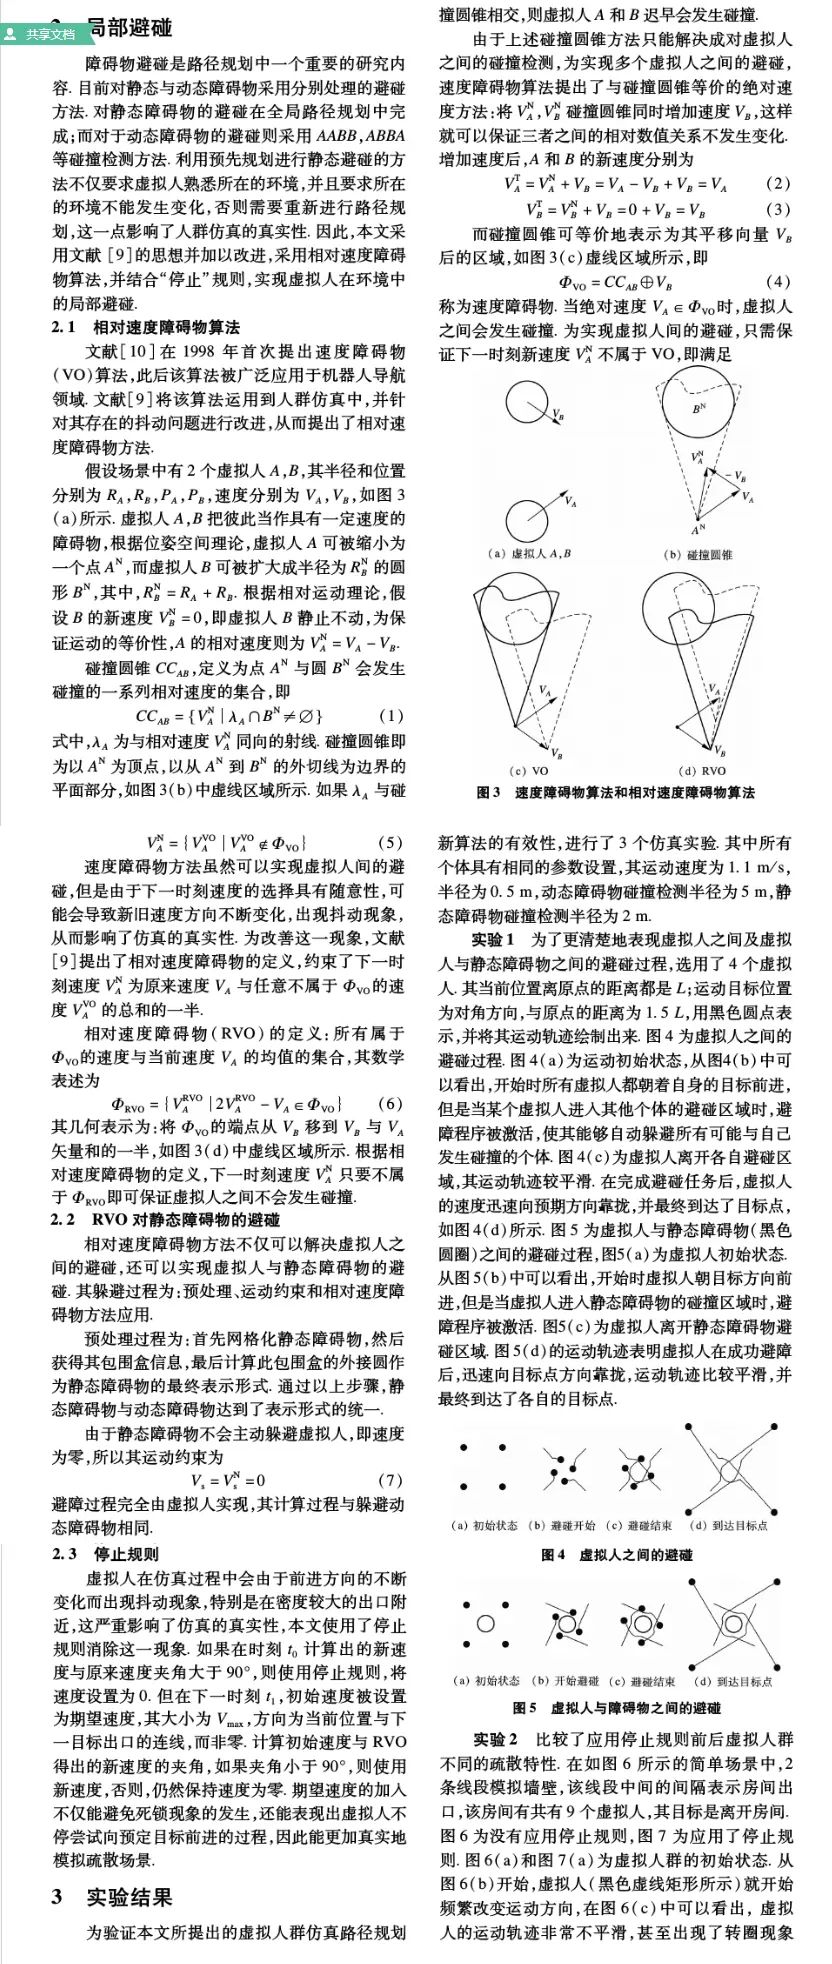 局部避碰
共享文档
障碍物避碰是路径规划中一个重要的研究内
容. 目前对静态与动态障碍物采用分别处理的避碰
方法. 对静态障碍物的避碰在全局路径规划中完
成;而对于动态障碍物的避碰则采用 AABB,ABBA
等碰撞检测方法. 利用预先规划进行静态避碰的方
法不仅要求虚拟人熟悉所在的环境,并且要求所在
的环境不能发生变化,否则需要重新进行路径规
划,这一点影响了人群仿真的真实性. 因此,本文采
用文献 [9]的思想并加以改进,采用相对速度障碍
物算法,并结合“停止”规则,实现虚拟人在环境中
的局部避碰.
2. 1 相对速度障碍物算法
文献[10]在 1998 年首次提出速度障碍物
(VO)算法,此后该算法被广泛应用于机器人导航
领域. 文献[9]将该算法运用到人群仿真中,并针
对其存在的抖动问题进行改进,从而提出了相对速
度障碍物方法.
假设场景中有 2 个虚拟人 A,B,其半径和位置
分别为 R_A,R_B,P_A,P_B,速度分别为 V_A,V_B,如图 3
(a)所示. 虚拟人 A,B 把彼此当作具有一定速度的
障碍物,根据位姿空间理论,虚拟人 A 可被缩小为
一个点 A^N,而虚拟人 B 可被扩大成半径为 R_B^N 的圆
形 B^N,其中,R_B^N = R_A + R_B. 根据相对运动理论,假
设 B 的新速度 V_B^N = 0,即虚拟人 B 静止不动,为保
证运动的等价性,A 的相对速度则为 V_A^N = V_A - V_B.
碰撞圆锥 CC_AB,定义为点 A^N 与圆 B^N 会发生
碰撞的一系列相对速度的集合,即
CC_AB = {V_A^N | λ_A∩B^N ≠ ∅} (1)
式中,λ_A 为与相对速度 V_A^N 同向的射线. 碰撞圆锥即
为以 A^N 为顶点,以从 A^N 到 B^N 的外切线为边界的
平面部分,如图 3(b)中虚线区域所示. 如果 λ_A 与碰
撞圆锥相交,则虚拟人 A 和 B 迟早会发生碰撞.
由于上述碰撞圆锥方法只能解决成对虚拟人
之间的碰撞检测,为实现多个虚拟人之间的避碰,
速度障碍物算法提出了与碰撞圆锥等价的绝对速
度方法:将 V_A^N,V_B^N 碰撞圆锥同时增加速度 V_B,这样
就可以保证三者之间的相对数值关系不发生变化.
增加速度后,A 和 B 的新速度分别为
V_A^T = V_A^N + V_B = V_A - V_B + V_B = V_A (2)
V_B^T = V_B^N + V_B = 0 + V_B = V_B (3)
而碰撞圆锥可等价地表示为其平移向量 V_B
后的区域,如图 3(c)虚线区域所示,即
Φ_VO = CC_AB⊕V_B (4)
称为速度障碍物. 当绝对速度 V_A ∈ Φ_VO时,虚拟人
之间会发生碰撞. 为实现虚拟人间的避碰,只需保
证下一时刻新速度 V_A^N 不属于 VO,即满足
V_B
V_A
(a) 虚拟人 A,B
B^N
V_A^N
- V_B
V_A
A^N
(b) 碰撞圆锥
V_A
V_B
(c) VO
V_A
V_B
(d) RVO
图 3 速度障碍物算法和相对速度障碍物算法
V_A^N = {V_A^VO | V_A^VO ∉ Φ_VO} (5)
速度障碍物方法虽然可以实现虚拟人间的避
碰,但是由于下一时刻速度的选择具有随意性,可
能会导致新旧速度方向不断变化,出现抖动现象,
从而影响了仿真的真实性. 为改善这一现象,文献
[9]提出了相对速度障碍物的定义,约束了下一时
刻速度 V_A^N 为原来速度 V_A 与任意不属于 Φ_VO的速
度 V_A^VO 的总和的一半.
相对速度障碍物(RVO)的定义:所有属于
Φ_VO的速度与当前速度 V_A 的均值的集合,其数学
表述为
Φ_RVO = {V_A^RVO | 2V_A^RVO - V_A ∈ Φ_VO} (6)
其几何表示为:将 Φ_VO的端点从 V_B 移到 V_B 与 V_A
矢量和的一半,如图 3(d)中虚线区域所示. 根据相
对速度障碍物的定义,下一时刻速度 V_A^N 只要不属
于 Φ_RVO即可保证虚拟人之间不会发生碰撞.
2. 2 RVO 对静态障碍物的避碰
相对速度障碍物方法不仅可以解决虚拟人之
间的避碰,还可以实现虚拟人与静态障碍物的避
碰. 其躲避过程为:预处理、运动约束和相对速度障
碍物方法应用.
预处理过程为:首先网格化静态障碍物,然后
获得其包围盒信息,最后计算此包围盒的外接圆作
为静态障碍物的最终表示形式. 通过以上步骤,静
态障碍物与动态障碍物达到了表示形式的统一.
由于静态障碍物不会主动躲避虚拟人,即速度
为零,所以其运动约束为
V_s = V_s^N = 0 (7)
避障过程完全由虚拟人实现,其计算过程与躲避动
态障碍物相同.
2. 3 停止规则
虚拟人在仿真过程中会由于前进方向的不断
变化而出现抖动现象,特别是在密度较大的出口附
近,这严重影响了仿真的真实性,本文使用了停止
规则消除这一现象. 如果在时刻 t_0 计算出的新速
度与原来速度夹角大于 90°,则使用停止规则,将
速度设置为 0. 但在下一时刻 t_1,初始速度被设置
为期望速度,其大小为 V_max,方向为当前位置与下
一目标出口的连线,而非零. 计算初始速度与 RVO
得出的新速度的夹角,如果夹角小于 90°,则使用
新速度,否则,仍然保持速度为零. 期望速度的加入
不仅能避免死锁现象的发生,还能表现出虚拟人不
停尝试向预定目标前进的过程,因此能更加真实地
模拟疏散场景.
3 实验结果
为验证本文所提出的虚拟人群仿真路径规划
新算法的有效性,进行了 3 个仿真实验. 其中所有
个体具有相同的参数设置,其运动速度为 1. 1 m/s,
半径为 0. 5 m,动态障碍物碰撞检测半径为 5 m,静
态障碍物碰撞检测半径为 2 m.
实验 1 为了更清楚地表现虚拟人之间及虚拟
人与静态障碍物之间的避碰过程,选用了 4 个虚拟
人. 其当前位置离原点的距离都是 L;运动目标位置
为对角方向,与原点的距离为 1. 5 L,用黑色圆点表
示,并将其运动轨迹绘制出来. 图 4 为虚拟人之间的
避碰过程. 图 4(a)为运动初始状态,从图4(b)中可
以看出,开始时所有虚拟人都朝着自身的目标前进,
但是当某个虚拟人进入其他个体的避碰区域时,避
障程序被激活,使其能够自动躲避所有可能与自己
发生碰撞的个体. 图 4(c)为虚拟人离开各自避碰区
域,其运动轨迹较平滑. 在完成避碰任务后,虚拟人
的速度迅速向预期方向靠拢,并最终到达了目标点,
如图 4(d)所示. 图 5 为虚拟人与静态障碍物(黑色
圆圈)之间的避碰过程,图5(a)为虚拟人初始状态.
从图 5(b)中可以看出,开始时虚拟人朝目标方向前
进,但是当虚拟人进入静态障碍物的碰撞区域时,避
障程序被激活. 图5(c)为虚拟人离开静态障碍物避
碰区域. 图 5(d)的运动轨迹表明虚拟人在成功避障
后,迅速向目标点方向靠拢,运动轨迹比较平滑,并
最终到达了各自的目标点.
(a) 初始状态 (b) 避碰开始 (c) 避碰结束 (d) 到达目标点
图 4 虚拟人之间的避碰
(a) 初始状态 (b) 开始避碰 (c) 避碰结束 (d) 到达目标点
图 5 虚拟人与障碍物之间的避碰
实验 2 比较了应用停止规则前后虚拟人群
不同的疏散特性. 在如图 6 所示的简单场景中,2
条线段模拟墙壁,该线段中间的间隔表示房间出
口,该房间有共有 9 个虚拟人,其目标是离开房间.
图 6 为没有应用停止规则,图 7 为应用了停止规
则. 图 6(a)和图 7(a)为虚拟人群的初始状态. 从
图 6(b)开始,虚拟人(黑色虚线矩形所示)就开始
频繁改变运动方向,在图 6(c)中可以看出, 虚拟
人的运动轨迹非常不平滑,甚至出现了转圈现象